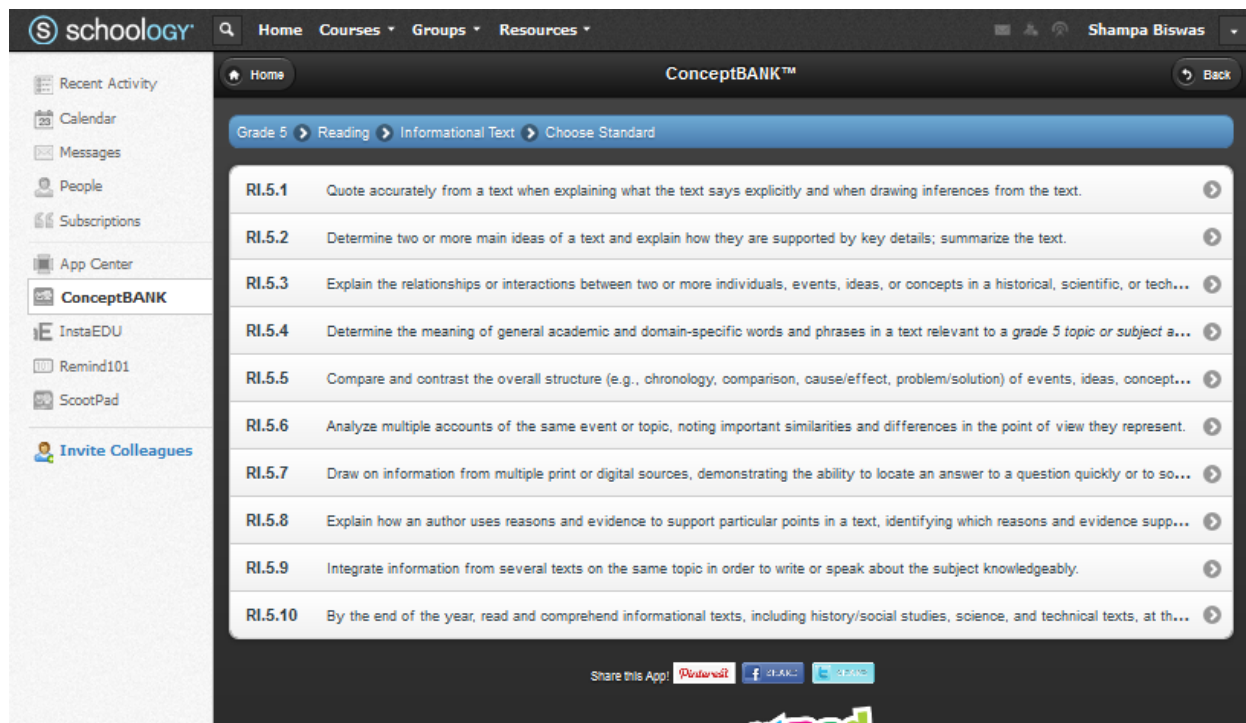 schoology Home Courses Groups Resources Shampa Biswas
Home ConceptBANK™ Back
Recent Activity
Calendar
23
Messages
People
Subscriptions
App Center
ConceptBANK
InstaEDU
Remind101
ScootPad
Invite Colleagues
Grade 5 Reading Informational Text Choose Standard
RI.5.1 Quote accurately from a text when explaining what the text says explicitly and when drawing inferences from the text.
RI.5.2 Determine two or more main ideas of a text and explain how they are supported by key details; summarize the text.
RI.5.3 Explain the relationships or interactions between two or more individuals, events, ideas, or concepts in a historical, scientific, or tech...
RI.5.4 Determine the meaning of general academic and domain-specific words and phrases in a text relevant to a grade 5 topic or subject a...
RI.5.5 Compare and contrast the overall structure (e.g., chronology, comparison, cause/effect, problem/solution) of events, ideas, concept...
RI.5.6 Analyze multiple accounts of the same event or topic, noting important similarities and differences in the point of view they represent.
RI.5.7 Draw on information from multiple print or digital sources, demonstrating the ability to locate an answer to a question quickly or to so...
RI.5.8 Explain how an author uses reasons and evidence to support particular points in a text, identifying which reasons and evidence supp...
RI.5.9 Integrate information from several texts on the same topic in order to write or speak about the subject knowledgeably.
RI.5.10 By the end of the year, read and comprehend informational texts, including history/social studies, science, and technical texts, at th...
Share this App! Pinterest